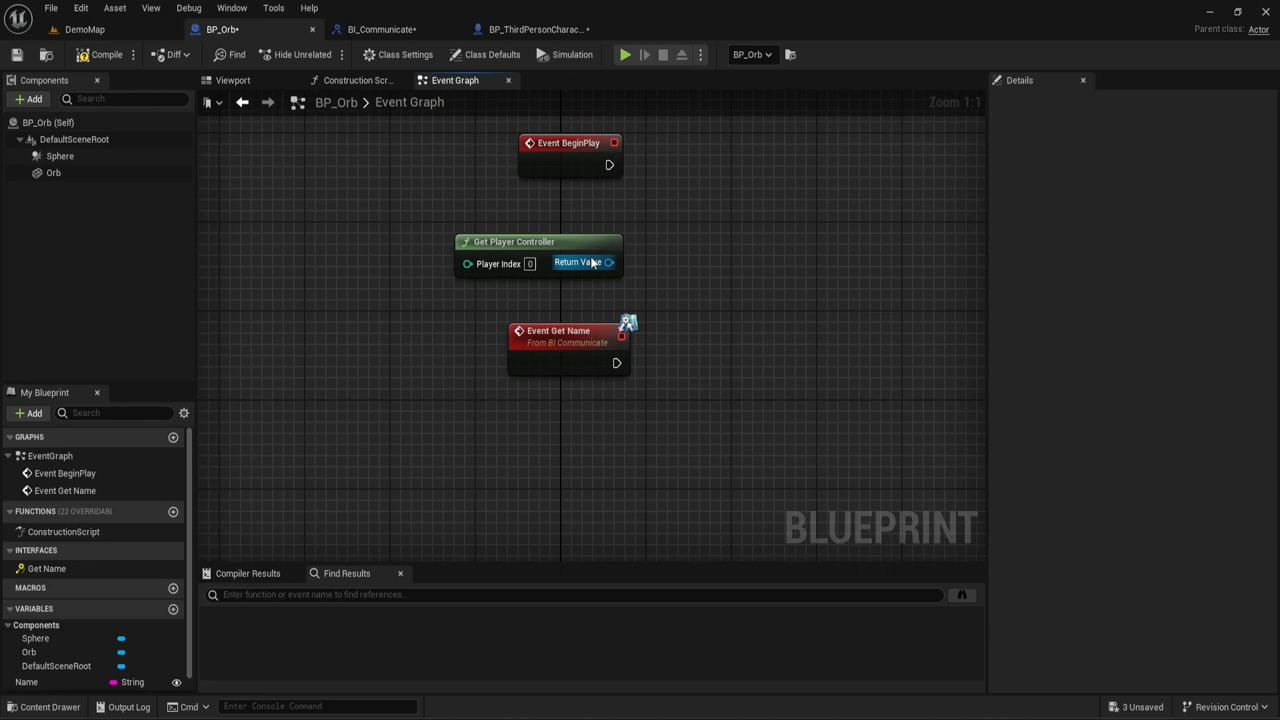 File Edit Asset View Debug Window Tools Help
DemoMap BP_Orb* BI_Communicate* BP_ThirdPersonCharac...* Parent class: Actor
Compile Diff Find Hide Unrelated Class Settings Class Defaults Simulation BP_Orb
Components Viewport Construction Scr... Event Graph Details
Add Search BP_Orb > Event Graph Zoom 1:1
BP_Orb (Self)
DefaultSceneRoot
Sphere
Orb
Event BeginPlay
Get Player Controller
Player Index 0
Event Get Name
From BI Communicate
BLUEPRINT
My Blueprint
Add Search
GRAPHS
EventGraph
Event BeginPlay
Event Get Name
FUNCTIONS (22 OVERRIDABL
ConstructionScript
INTERFACES
Get Name
MACROS
VARIABLES
Components
Sphere
Orb
DefaultSceneRoot
Name String
Compiler Results Find Results
Enter function or event name to find references...
Content Drawer Output Log Cmd Enter Console Command 3 Unsaved Revision Control